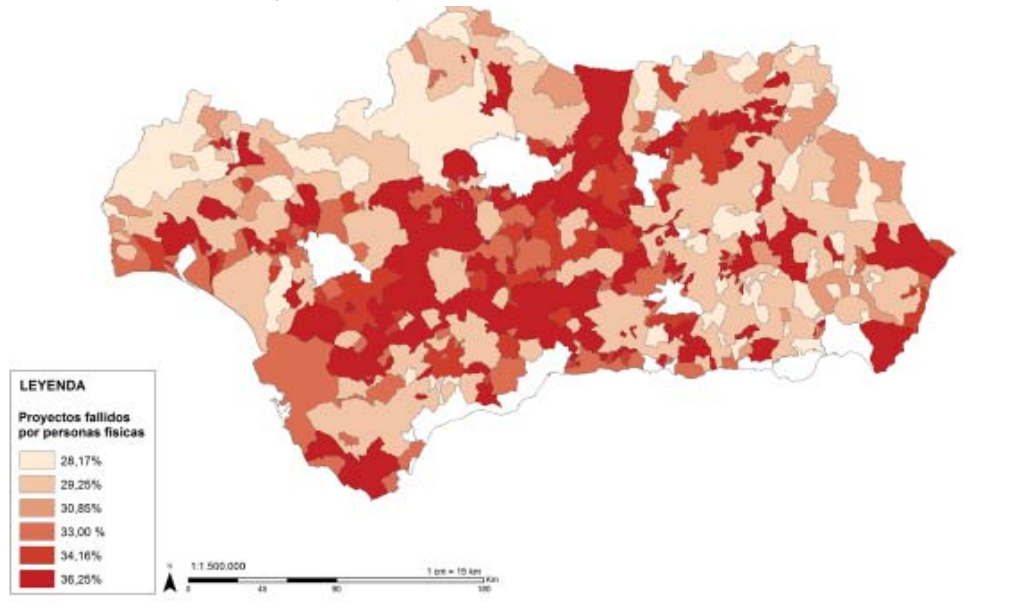 LEYENDA
Proyectos fallidos
por personas físicas
28,17%
29,25%
30,85%
33,00 %
34,16%
36,25%
N
1:1.500.000
1 cm = 15 km
Km
0 45 90 180